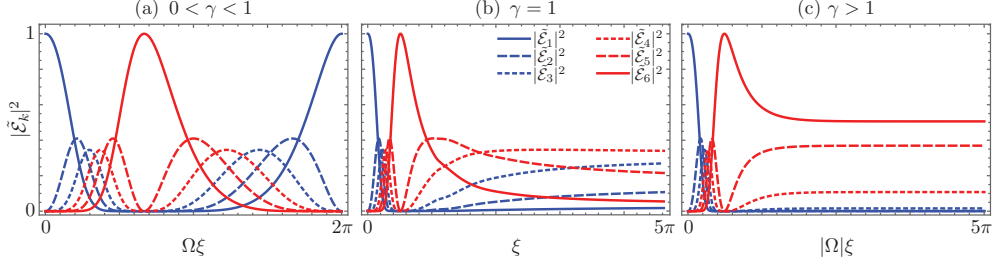 (a) 0 < γ < 1
(b) γ = 1
(c) γ > 1
|ℰ̃ₖ|²
1
0
0
2π
Ωξ
|ℰ̃₁|²
|ℰ̃₂|²
|ℰ̃₃|²
|ℰ̃₄|²
|ℰ̃₅|²
|ℰ̃₆|²
0
5π
ξ
0
5π
|Ω|ξ